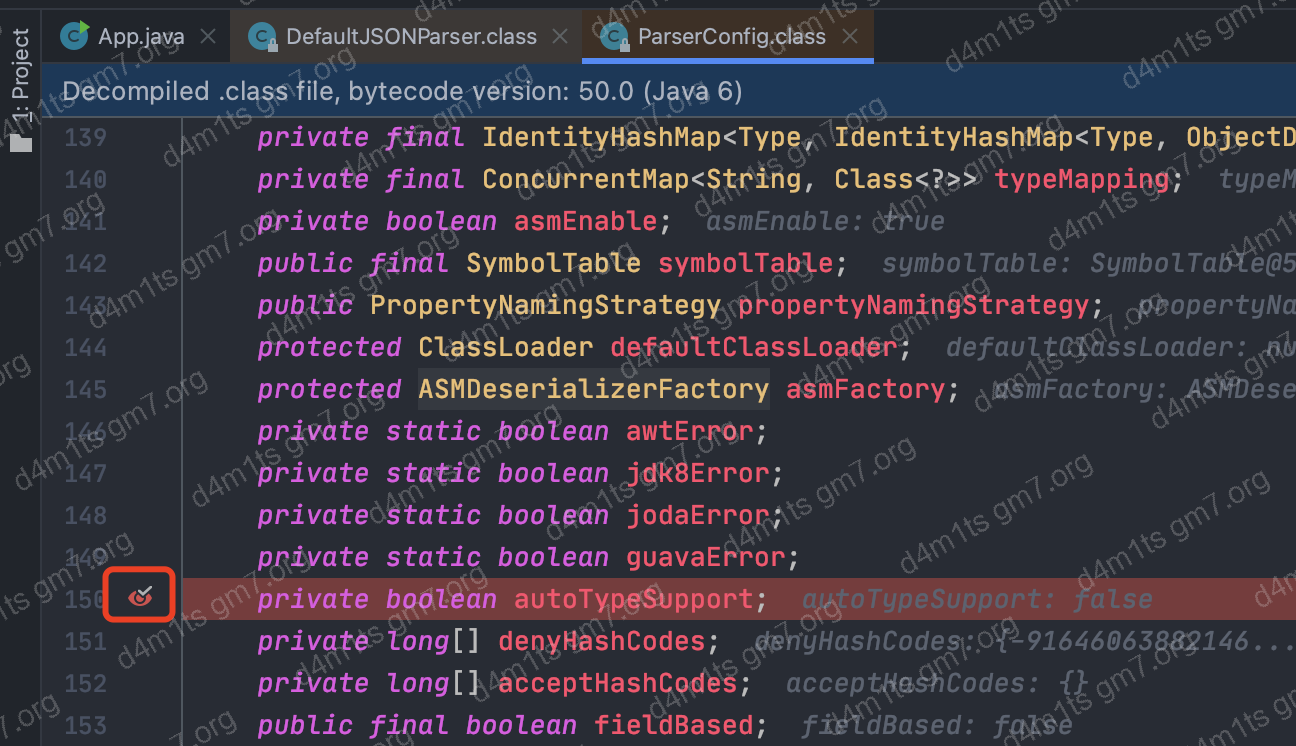 1: Project
App.java
DefaultJSONParser.class
ParserConfig.class
Decompiled .class file, bytecode version: 50.0 (Java 6)
139 private final IdentityHashMap<Type, IdentityHashMap<Type, ObjectD
140 private final ConcurrentMap<String, Class<?>> typeMapping; typeM
141 private boolean asmEnable; asmEnable: true
142 public final SymbolTable symbolTable; symbolTable: SymbolTable@5
143 public PropertyNamingStrategy propertyNamingStrategy; propertyNa
144 protected ClassLoader defaultClassLoader; defaultClassLoader: nu
145 protected ASMDeserializerFactory asmFactory; asmFactory: ASMDese
146 private static boolean awtError;
147 private static boolean jdk8Error;
148 private static boolean jodaError;
149 private static boolean guavaError;
150 private boolean autoTypeSupport; autoTypeSupport: false
151 private long[] denyHashCodes; denyHashCodes: {-91646063882146...
152 private long[] acceptHashCodes; acceptHashCodes: {}
153 public final boolean fieldBased; fieldBased: false
d4m1ts gm7.org